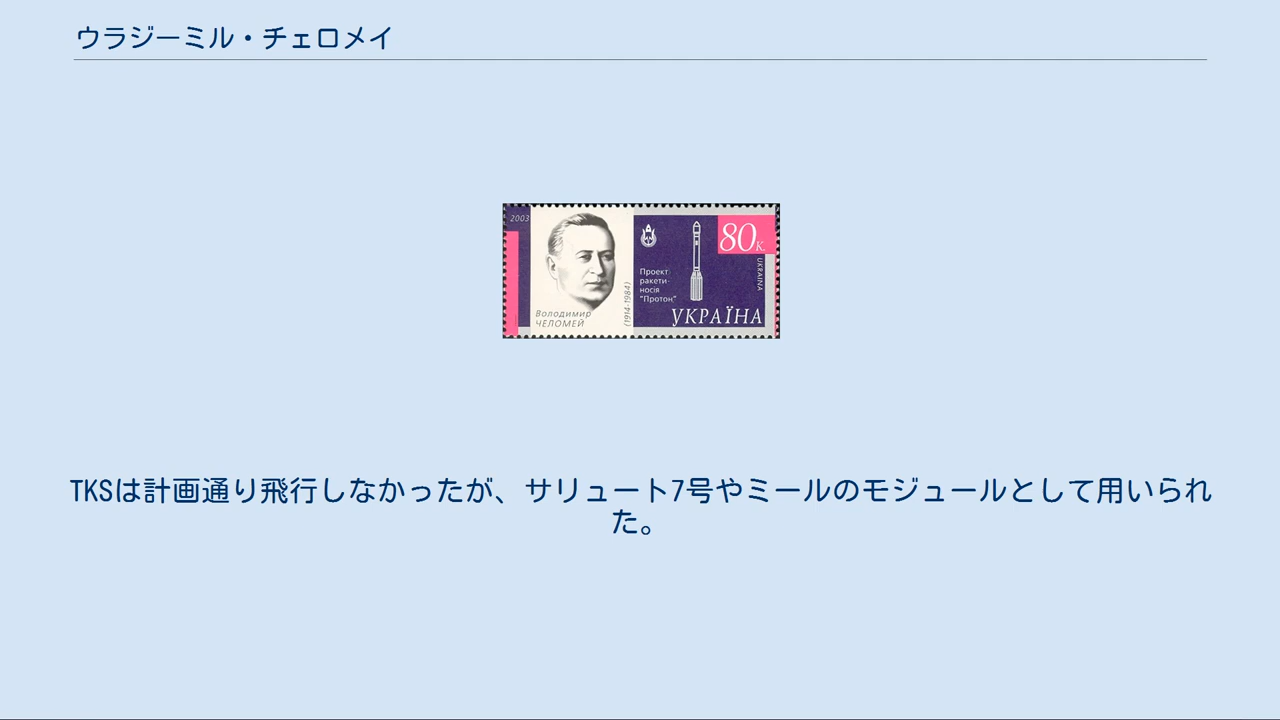 ウラジーミル・チェロメイ
2003
80к.
UKRAINA
Проект
ракети-
носія
"Протон"
Володимир
ЧЕЛОМЕЙ
(1914-1984)
УКРАЇНА
TKSは計画通り飛行しなかったが、サリュート7号やミールのモジュールとして用いられ
た。